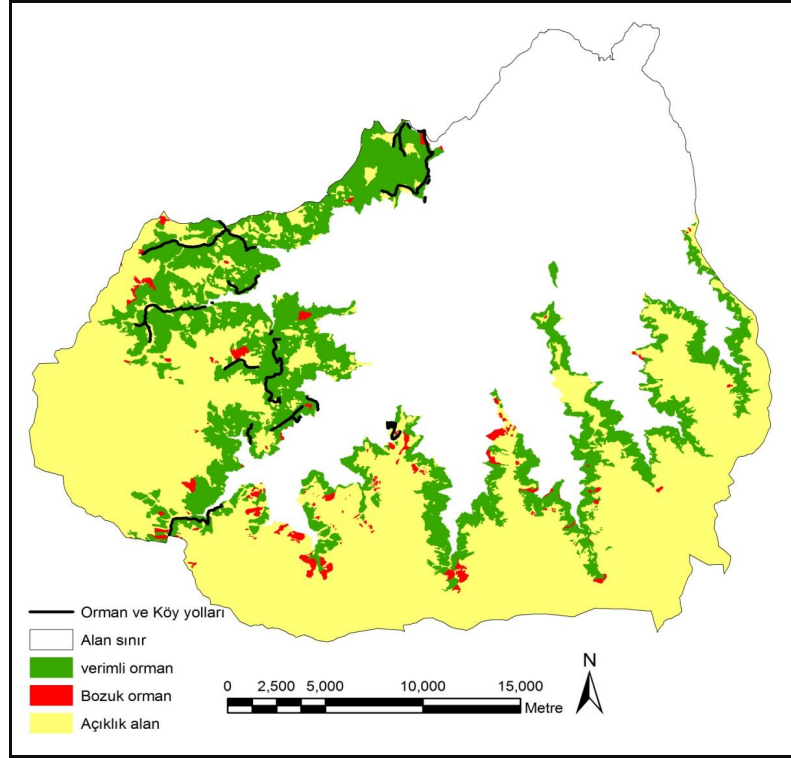 Orman ve Köy yolları
Alan sınır
verimli orman
Bozuk orman
Açıklık alan
0 2,500 5,000 10,000 15,000
Metre
N